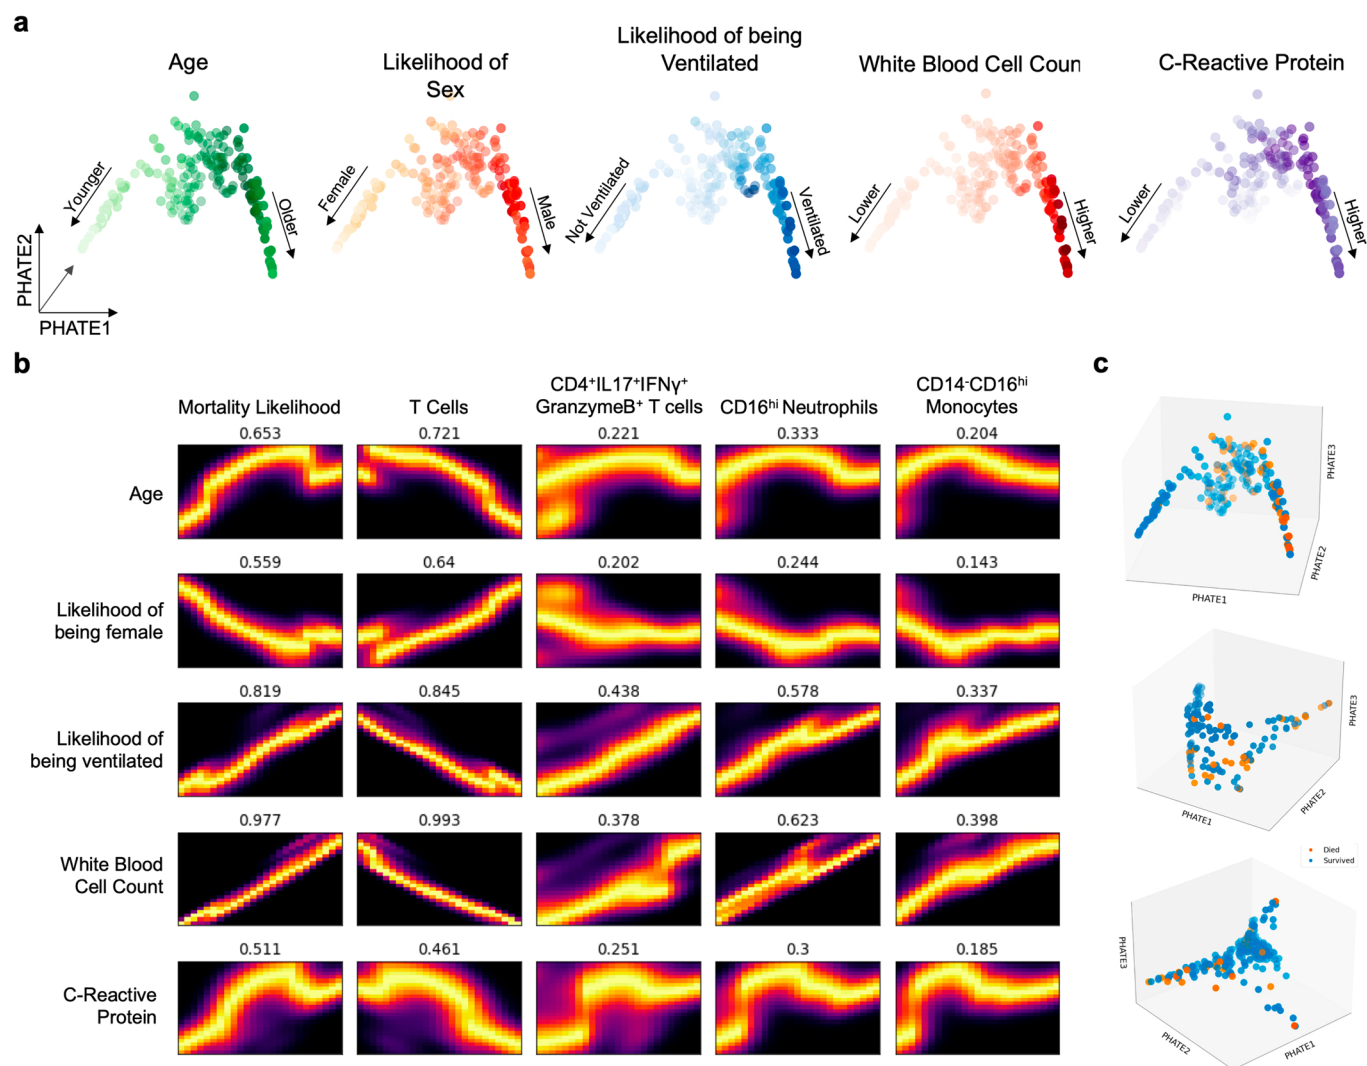 a
Age
Likelihood of
Sex
Likelihood of being
Ventilated
White Blood Cell Coun
C-Reactive Protein
Younger
Older
Female
Male
Not Ventilated
Ventilated
Lower
Higher
Lower
Higher
PHATE2
PHATE1
b
Mortality Likelihood
T Cells
CD4⁺IL17⁺IFNγ⁺
GranzymeB⁺ T cells
CD16ʰⁱ Neutrophils
CD14⁻CD16ʰⁱ
Monocytes
Age
0.653
0.721
0.221
0.333
0.204
Likelihood of
being female
0.559
0.64
0.202
0.244
0.143
Likelihood of
being ventilated
0.819
0.845
0.438
0.578
0.337
White Blood
Cell Count
0.977
0.993
0.378
0.623
0.398
C-Reactive
Protein
0.511
0.461
0.251
0.3
0.185
c
PHATE3
PHATE2
PHATE1
PHATE3
PHATE2
PHATE1
Died
Survived
PHATE3
PHATE2
PHATE1